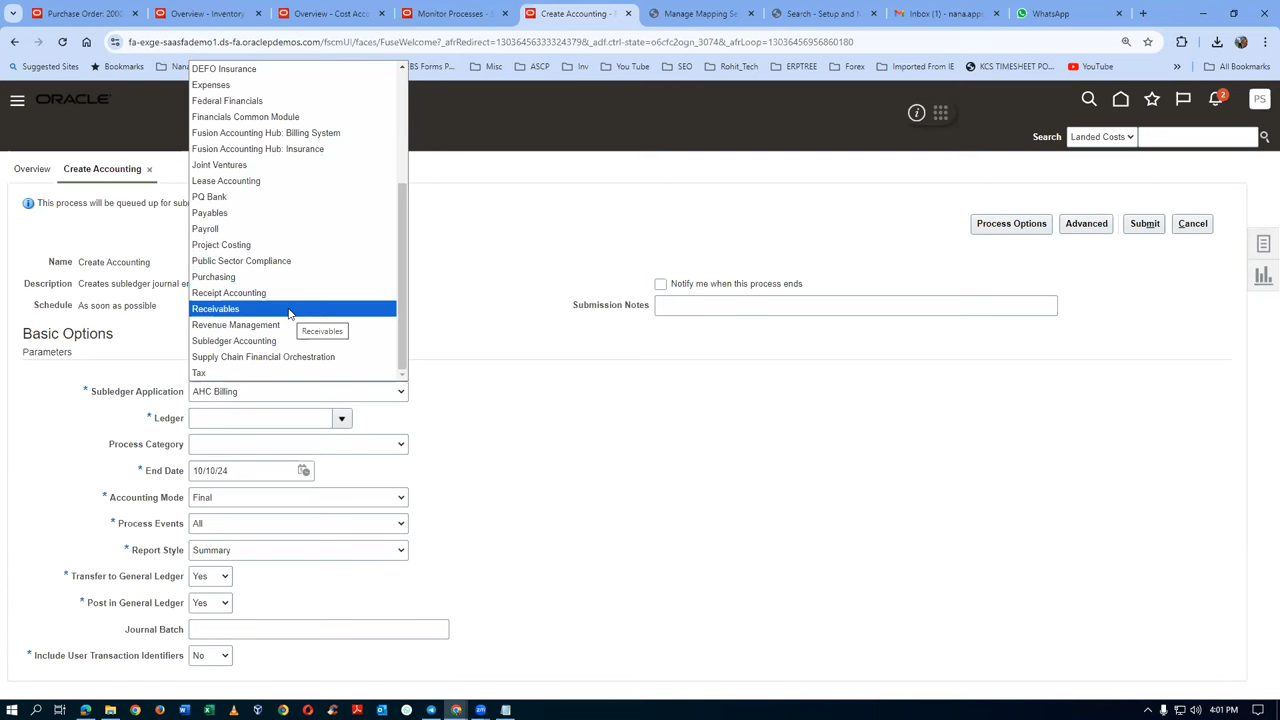 Purchase Order: 2000
Overview - Inventory
Overview - Cost Acco
Monitor Processes - S
Create Accounting - F
Manage Mapping Se
Search - Setup and
Inbox (1) - nana.app
WhatsApp
fa-exge-saasfademo1.ds-fa.oraclepdemos.com/fscmUI/faces/FuseWelcome?_afrRedirect=13036456333324379&_adf.ctrl-state=o6cfc2ogn_3074&_afrLoop=13036456956860180
Suggested Sites
Bookmarks
Misc
ASCP
Inv
YouTube
SEO
Rohit_Tech
ERPTREE
Forex
Imported From IE
KCS TIMESHEET PO...
YouTube
All Bookmarks
ORACLE
2
PS
Search
Landed Costs
Overview
Create Accounting
This process will be queued up for sub
Process Options
Advanced
Submit
Cancel
Name
Create Accounting
Description
Creates subledger journal en
Schedule
As soon as possible
Notify me when this process ends
Submission Notes
Basic Options
Parameters
DEFO Insurance
Expenses
Federal Financials
Financials Common Module
Fusion Accounting Hub: Billing System
Fusion Accounting Hub: Insurance
Joint Ventures
Lease Accounting
PQ Bank
Payables
Payroll
Project Costing
Public Sector Compliance
Purchasing
Receipt Accounting
Receivables
Revenue Management
Receivables
Subledger Accounting
Supply Chain Financial Orchestration
Tax
* Subledger Application
AHC Billing
* Ledger
Process Category
* End Date
10/10/24
* Accounting Mode
Final
* Process Events
All
* Report Style
Summary
* Transfer to General Ledger
Yes
* Post in General Ledger
Yes
Journal Batch
* Include User Transaction Identifiers
No
4:01 PM